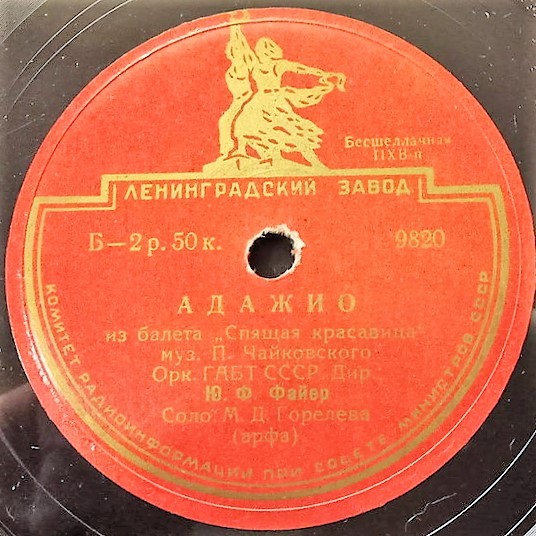 Бесшеллачная
ПХВ-п
ЛЕНИНГРАДСКИЙ ЗАВОД
Б—2 р. 50 к.
9820
АДАЖИО
из балета „Спящая красавица“
муз. П. Чайковского
Орк. ГАБТ СССР. Дир
Ю. Ф. Файер
Соло М. Д. Горелева
(арфа)
КОМИТЕТ РАДИОИНФОРМАЦИИ ПРИ СОВЕТЕ МИНИСТРОВ СССР